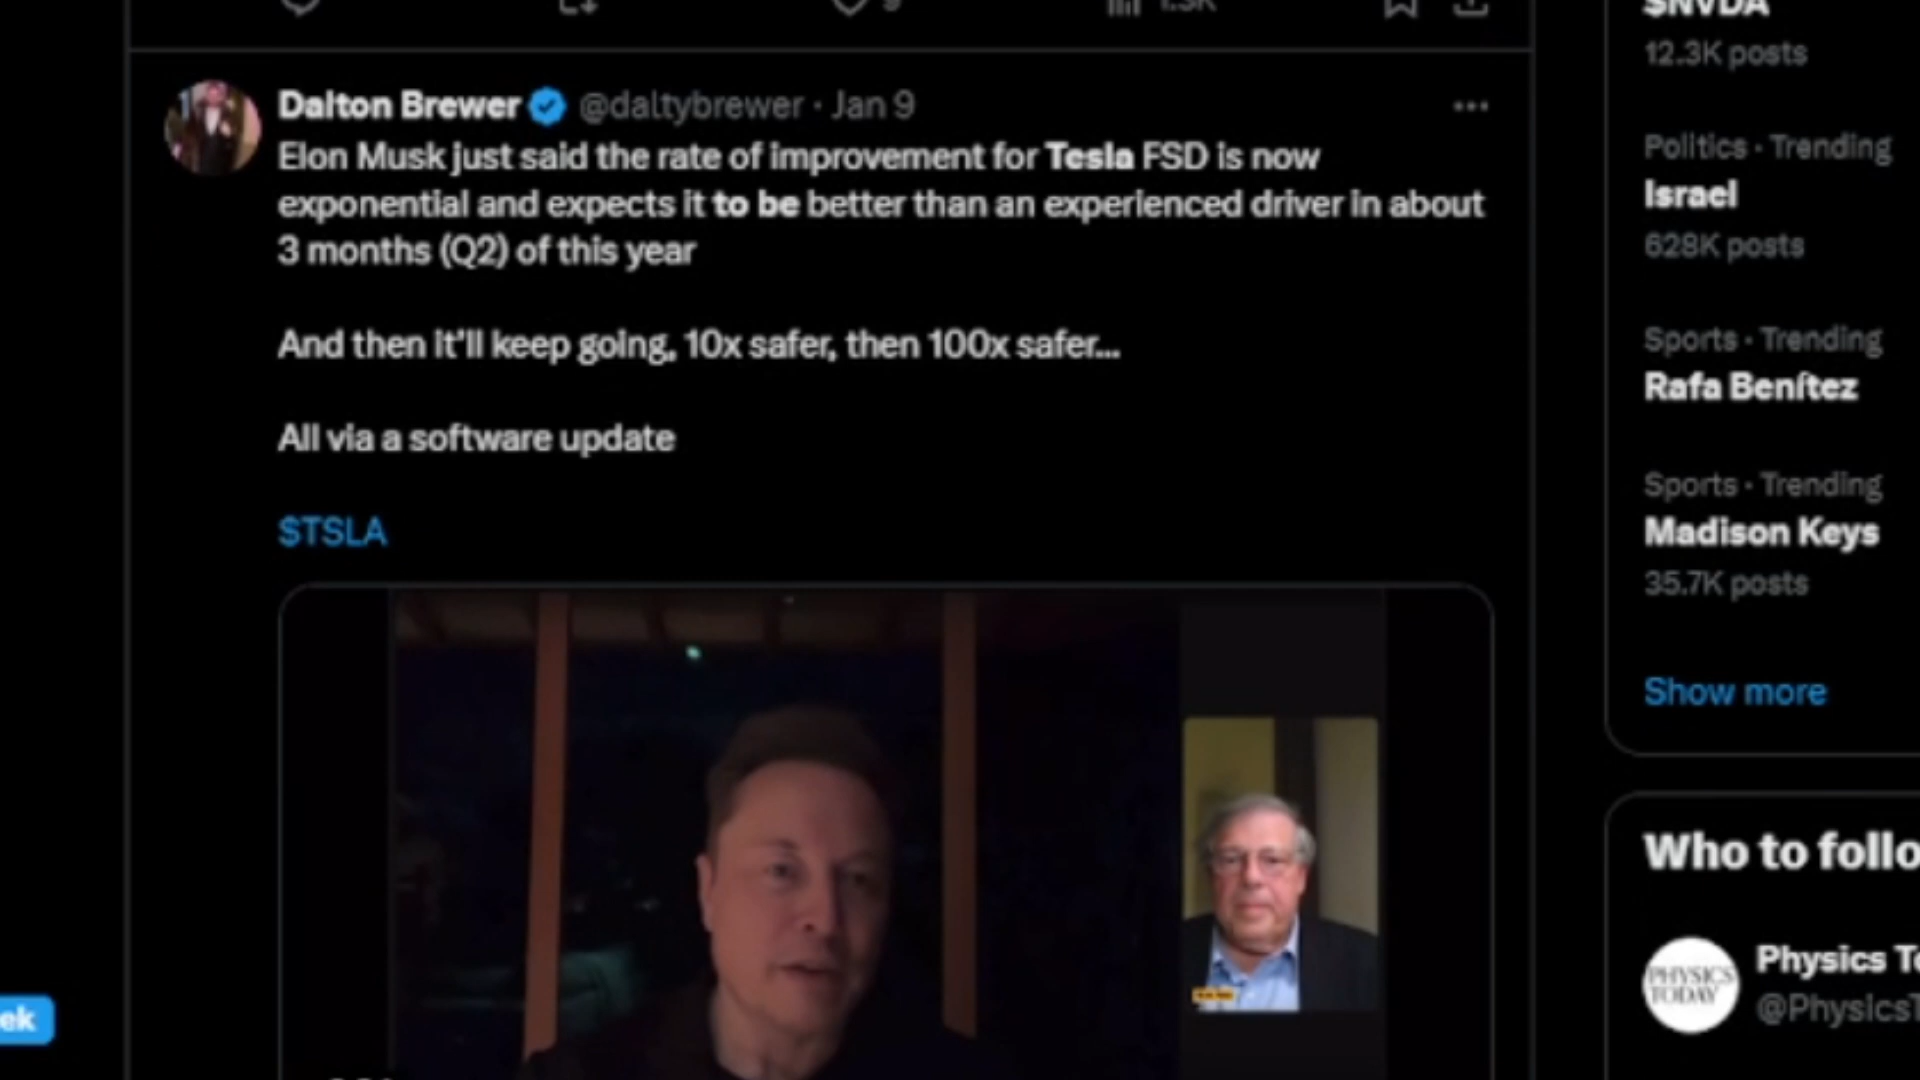 $NVDA
12.3K posts
Dalton Brewer @daltybrewer · Jan 9
Elon Musk just said the rate of improvement for Tesla FSD is now
exponential and expects it to be better than an experienced driver in about
3 months (Q2) of this year
And then it'll keep going, 10x safer, then 100x safer...
All via a software update
$TSLA
Politics · Trending
Israel
628K posts
Sports · Trending
Rafa Benítez
Sports · Trending
Madison Keys
35.7K posts
Show more
Who to follo
PHYSICS
TODAY
Physics To
@PhysicsT
ek